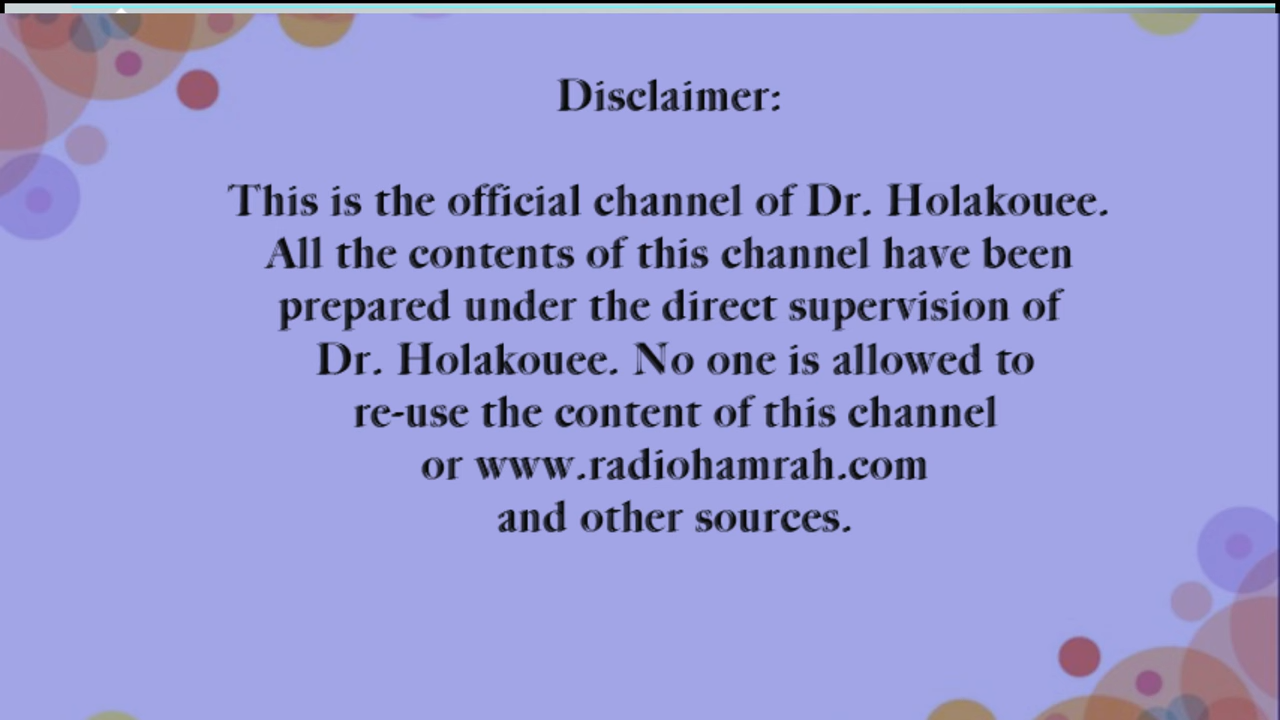 Disclaimer:
This is the official channel of Dr. Holakouee.
All the contents of this channel have been
prepared under the direct supervision of
Dr. Holakouee. No one is allowed to
re-use the content of this channel
or www.radiohamrah.com
and other sources.